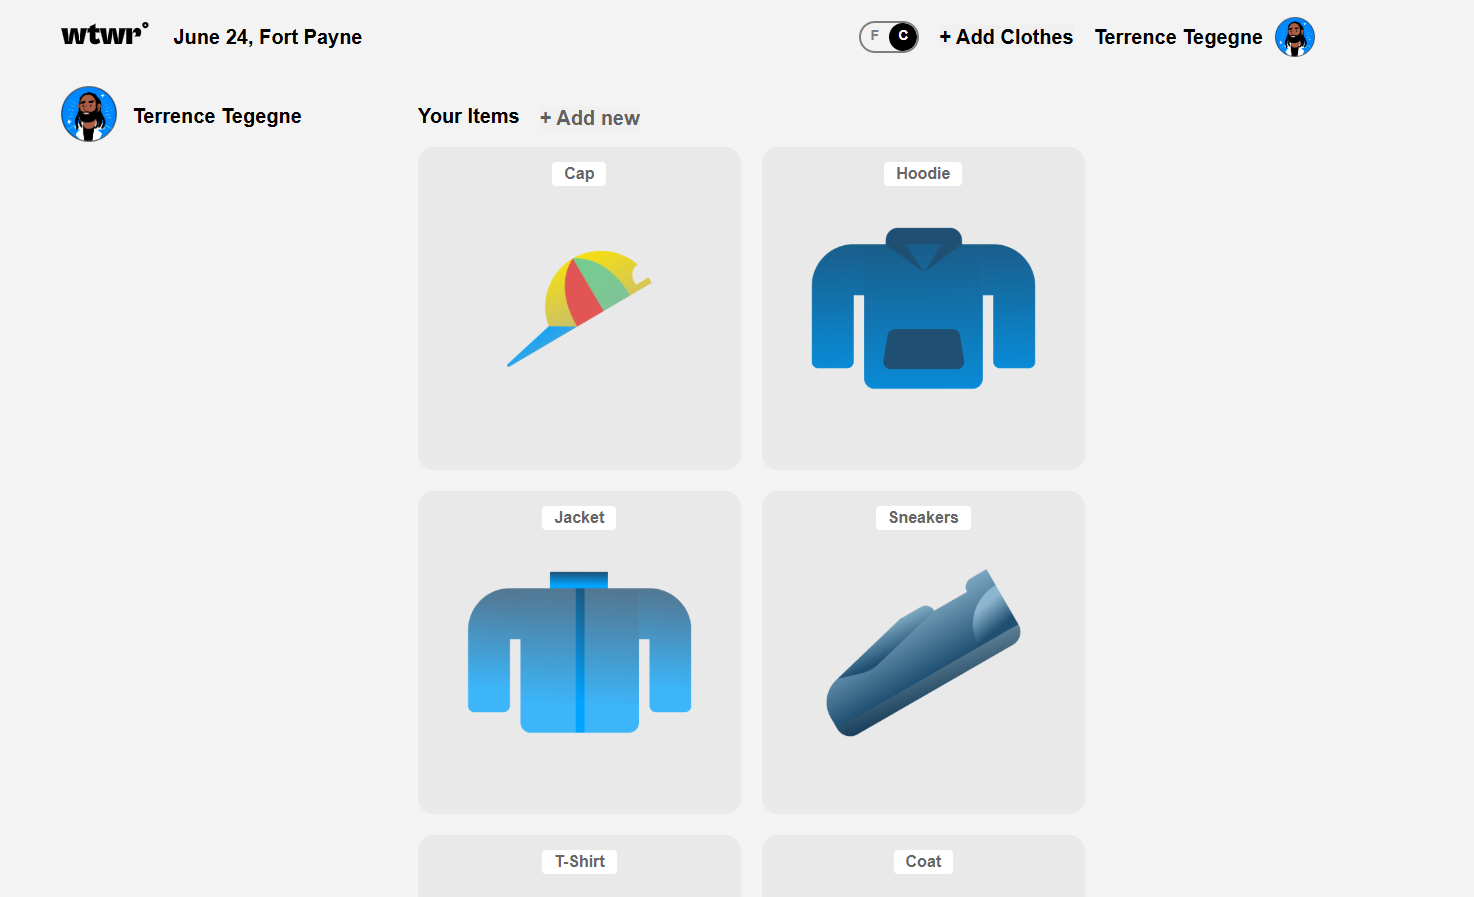 wtwr°
June 24, Fort Payne
F C
+ Add Clothes
Terrence Tegegne
Terrence Tegegne
Your Items
+ Add new
Cap
Hoodie
Jacket
Sneakers
T-Shirt
Coat